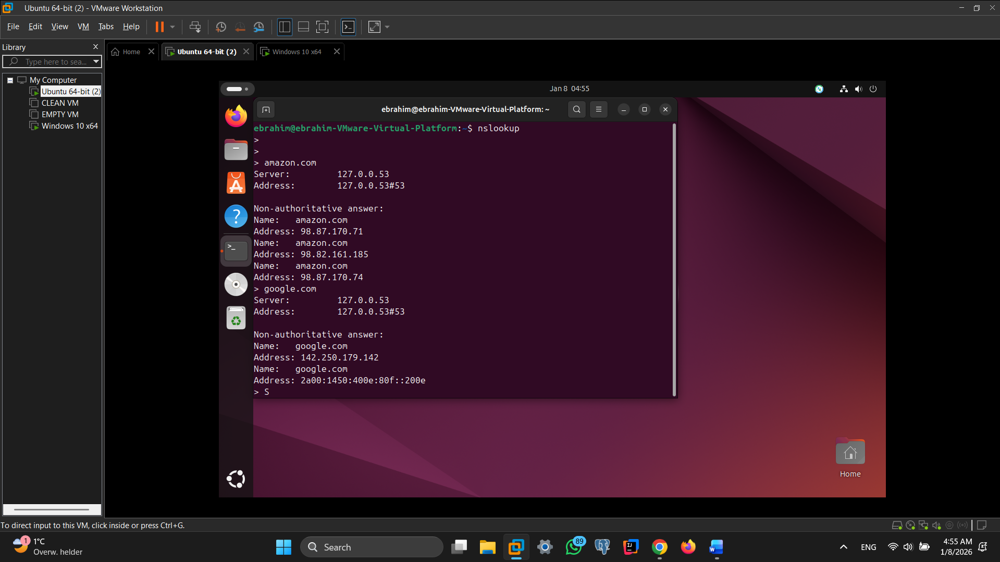 Ubuntu 64-bit (2) - VMware Workstation
File Edit View VM Tabs Help
Library
Type here to sea...
My Computer
Ubuntu 64-bit (2)
CLEAN VM
EMPTY VM
Windows 10 x64
Home
Ubuntu 64-bit (2)
Windows 10 x64
Jan 8 04:55
ebrahim@ebrahim-VMware-Virtual-Platform: ~
ebrahim@ebrahim-VMware-Virtual-Platform:~$ nslookup
>
>
> amazon.com
Server: 127.0.0.53
Address: 127.0.0.53#53
Non-authoritative answer:
Name: amazon.com
Address: 98.87.170.71
Name: amazon.com
Address: 98.82.161.185
Name: amazon.com
Address: 98.87.170.74
> google.com
Server: 127.0.0.53
Address: 127.0.0.53#53
Non-authoritative answer:
Name: google.com
Address: 142.250.179.142
Name: google.com
Address: 2a00:1450:400e:80f::200e
> S
Home
To direct input to this VM, click inside or press Ctrl+G.
1
1°C
Overw. helder
Search
89
ENG
4:55 AM
1/8/2026